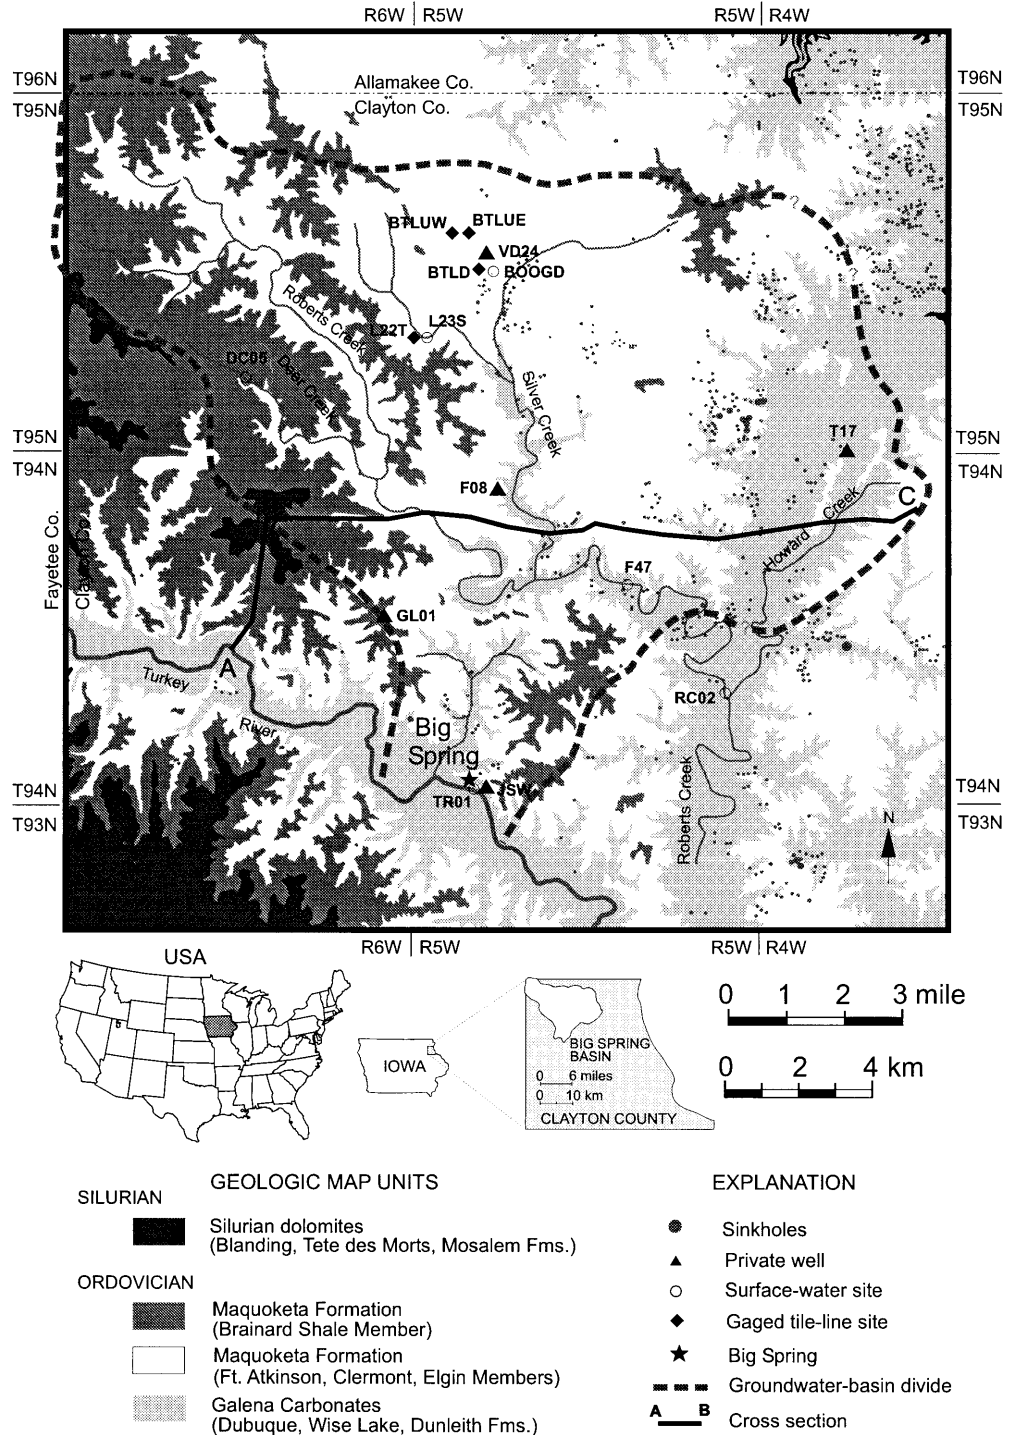 R6W R5W
R5W R4W
T96N
T95N
Allamakee Co.
Clayton Co.
T96N
T95N
?
BTLUW
BTLUE
VD24
BTLD
BOOGD
?
Roberts Creek
L22T
L23S
DC05
Deer Creek
Silver Creek
T95N
T94N
T17
T95N
T94N
F08
C
Howard Creek
Fayetee Co.
Clayton Co.
F47
GL01
A
Turkey River
RC02
Big
Spring
TR01
JSW
Roberts Creek
T94N
T93N
N
T94N
T93N
R6W R5W
R5W R4W
USA
IOWA
BIG SPRING
BASIN
0 6 miles
0 10 km
CLAYTON COUNTY
0 1 2 3 mile
0 2 4 km
GEOLOGIC MAP UNITS
SILURIAN
Silurian dolomites
(Blanding, Tete des Morts, Mosalem Fms.)
ORDOVICIAN
Maquoketa Formation
(Brainard Shale Member)
Maquoketa Formation
(Ft. Atkinson, Clermont, Elgin Members)
Galena Carbonates
(Dubuque, Wise Lake, Dunleith Fms.)
EXPLANATION
Sinkholes
Private well
Surface-water site
Gaged tile-line site
Big Spring
Groundwater-basin divide
A B
Cross section